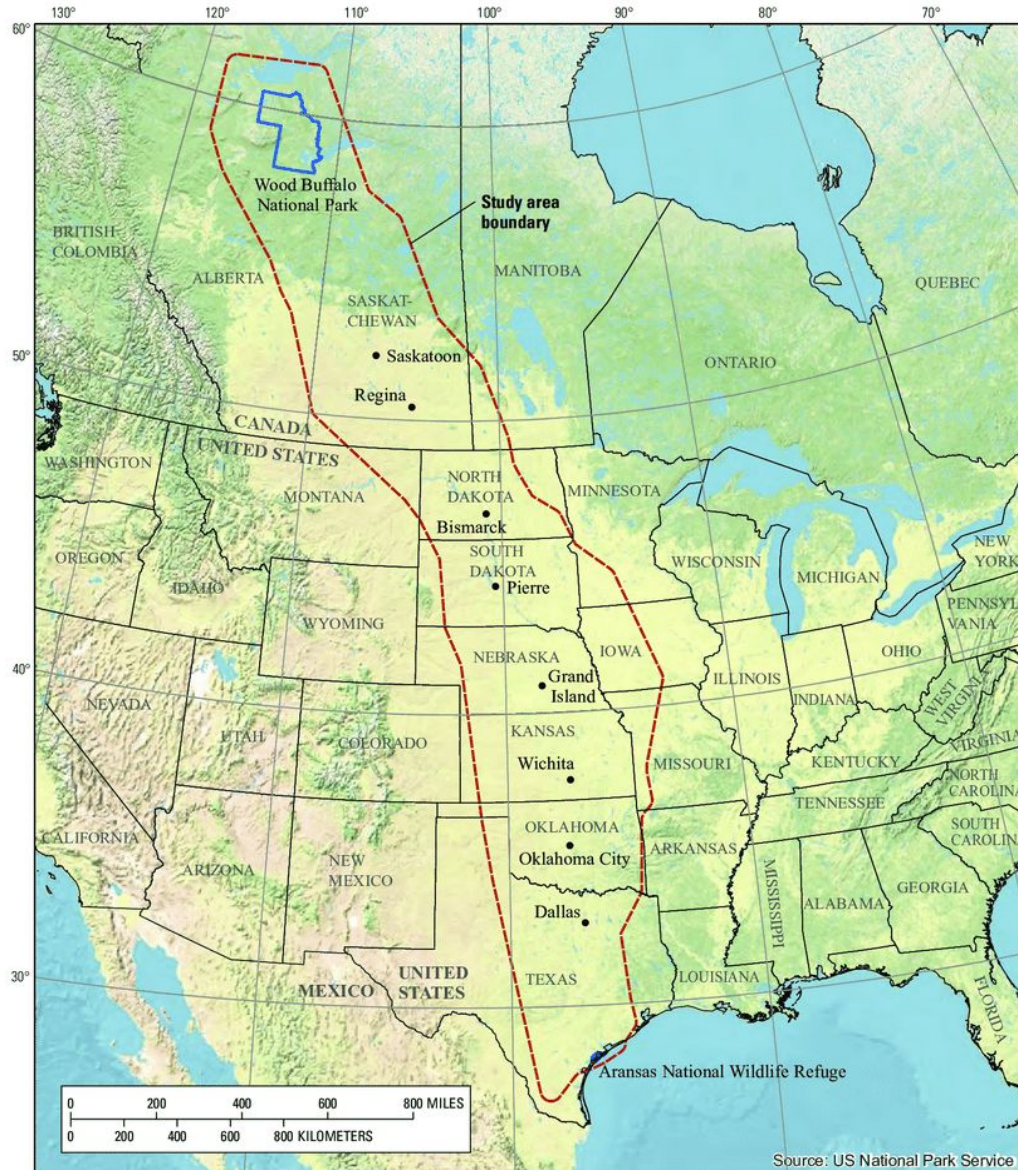 130°
120°
110°
100°
90°
80°
70°
60°
50°
40°
30°
Wood Buffalo
National Park
Study area
boundary
BRITISH
COLOMBIA
ALBERTA
SASKAT-
CHEWAN
MANITOBA
QUEBEC
ONTARIO
Saskatoon
Regina
CANADA
UNITED STATES
WASHINGTON
MONTANA
NORTH
DAKOTA
Bismarck
MINNESOTA
OREGON
IDAHO
SOUTH
DAKOTA
Pierre
WISCONSIN
MICHIGAN
NEW
YORK
PENNSYL
VANIA
WYOMING
NEBRASKA
Grand
Island
IOWA
ILLINOIS
INDIANA
OHIO
WEST
VIRGINIA
VIRGINIA
NEVADA
UTAH
COLORADO
KANSAS
Wichita
MISSOURI
KENTUCKY
NORTH
CAROLINA
TENNESSEE
SOUTH
CAROLINA
CALIFORNIA
ARIZONA
NEW
MEXICO
OKLAHOMA
Oklahoma City
ARKANSAS
MISSISSIPPI
ALABAMA
GEORGIA
Dallas
TEXAS
LOUISIANA
FLORIDA
UNITED
STATES
MEXICO
Aransas National Wildlife Refuge
0 200 400 600 800 MILES
0 200 400 600 800 KILOMETERS
Source: US National Park Service